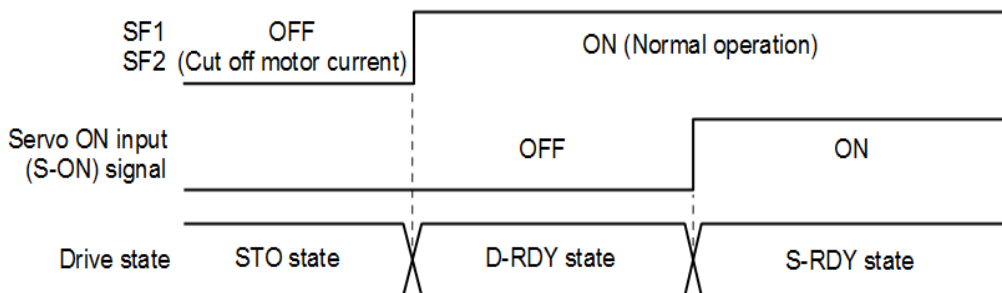 SF1
SF2
OFF
(Cut off motor current)
ON (Normal operation)
Servo ON input
(S-ON) signal
OFF
ON
Drive state
STO state
D-RDY state
S-RDY state